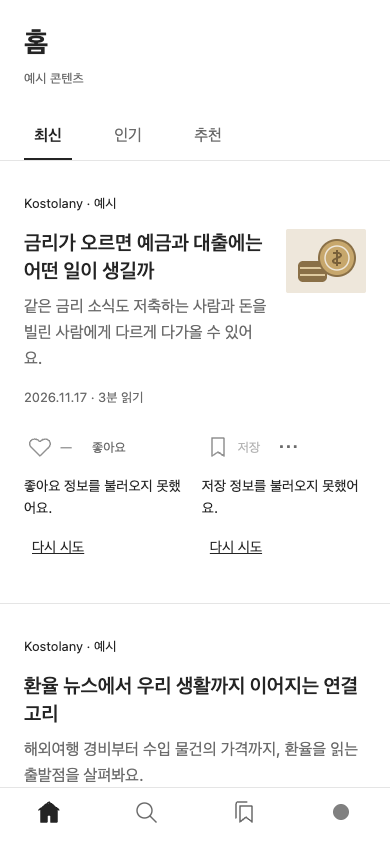 홈
예시 콘텐츠
최신 인기 추천
Kostolany · 예시
금리가 오르면 예금과 대출에는
어떤 일이 생길까
같은 금리 소식도 저축하는 사람과 돈을
빌린 사람에게 다르게 다가올 수 있어
요.
2026.11.17 · 3분 읽기
— 좋아요 저장 ···
좋아요 정보를 불러오지 못했
어요.
다시 시도
저장 정보를 불러오지 못했어
요.
다시 시도
Kostolany · 예시
환율 뉴스에서 우리 생활까지 이어지는 연결
고리
해외여행 경비부터 수입 물건의 가격까지, 환율을 읽는
출발점을 살펴봐요.